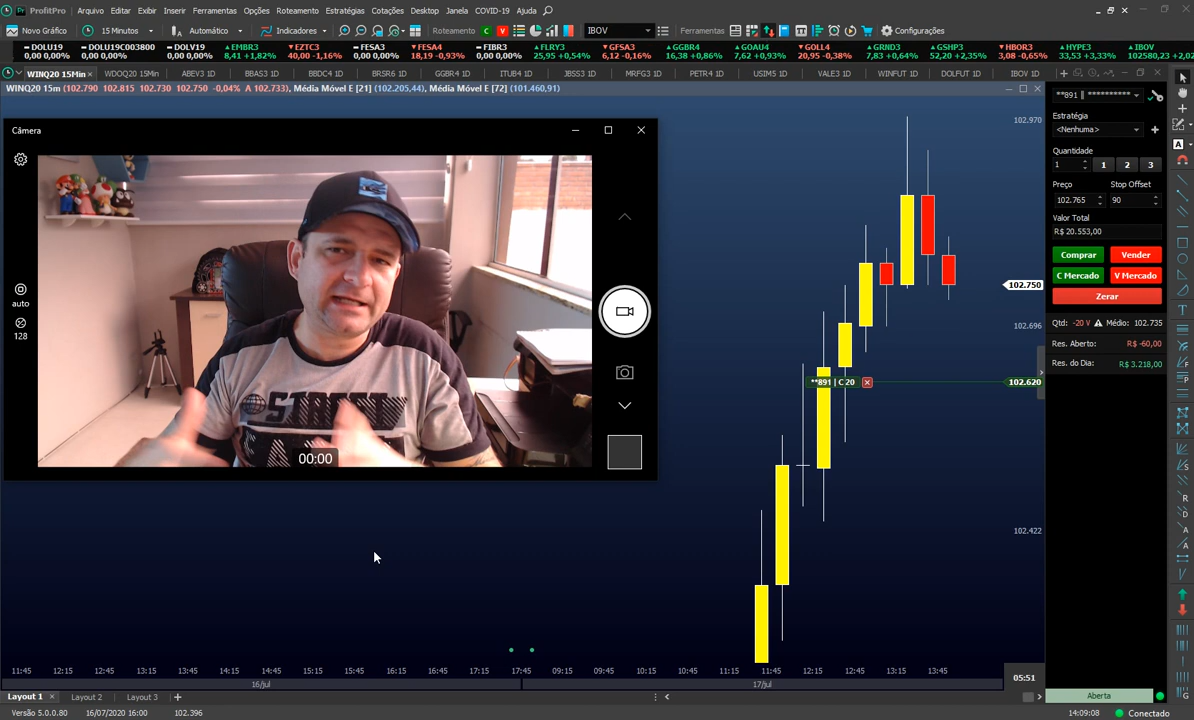 ProfitPro Arquivo Editar Exibir Inserir Ferramentas Opções Roteamento Estratégias Cotações Desktop Janela COVID-19 Ajuda
Novo Gráfico 15 Minutos Automático Indicadores C V Roteamento IBOV Ferramentas Configurações
DOLU19 DOLU19C003800 DOLV19 EMBR3 EZTC3 FESA3 FESA4 FIBR3 FLRY3 GFSA3 GGBR4 GOAU4 GOLL4 GRND3 GSHP3 HBOR3 HYPE3 IBOV
0,00 0,00% 0,00 0,00% 0,00 0,00% 8,41 +1,82% 40,00 -1,16% 0,00 0,00% 18,19 -0,93% 0,00 0,00% 25,95 +0,54% 6,12 -0,16% 16,38 +0,86% 7,62 +0,93% 20,95 -0,38% 7,83 +0,64% 52,20 +2,35% 3,08 -0,65% 33,53 +3,33% 102580,23 +2,0
WINQ20 15Min WDOQ20 15Min ABEV3 1D BBAS3 1D BBDC4 1D BRSR6 1D GGBR4 1D ITUB4 1D JBSS3 1D MRFG3 1D PETR4 1D USIM5 1D VALE3 1D WINFUT 1D DOLFUT 1D IBOV 1D
WINQ20 15m (102.790 102.815 102.730 102.750 -0,04% A 102.733), Média Móvel E [21] (102.205,44), Média Móvel E [72] (101.460,91)
Câmera
auto
128
STREET
00:00
102.970
102.750
102.696
**891 | C 20
102.620
102.422
**891 | **********
Estratégia
<Nenhuma>
Quantidade
1 1 2 3
Preço Stop Offset
102.765 90
Valor Total
R$ 20.553,00
Comprar Vender
C Mercado V Mercado
Zerar
Qtd: -20 V Médio: 102.735
Res. Aberto: R$ -60,00
Res. do Dia: R$ 3.218,00
11:45 12:15 12:45 13:15 13:45 14:15 14:45 15:15 15:45 16:15 16:45 17:15 17:45 09:15 09:45 10:15 10:45 11:15 11:45 12:15 12:45 13:15 13:45
16/jul 17/jul
05:51
Layout 1 Layout 2 Layout 3
Aberta
Versão 5.0.0.80 16/07/2020 16:00 102.396 14:09:08 Conectado